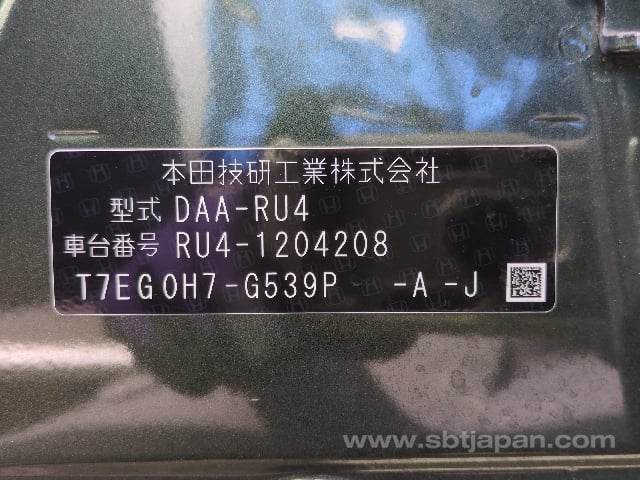 本田技研工業株式会社
型式 DAA-RU4
車台番号 RU4-1204208
T7EG0H7-G539P -A -J
www.sbtjapan.com